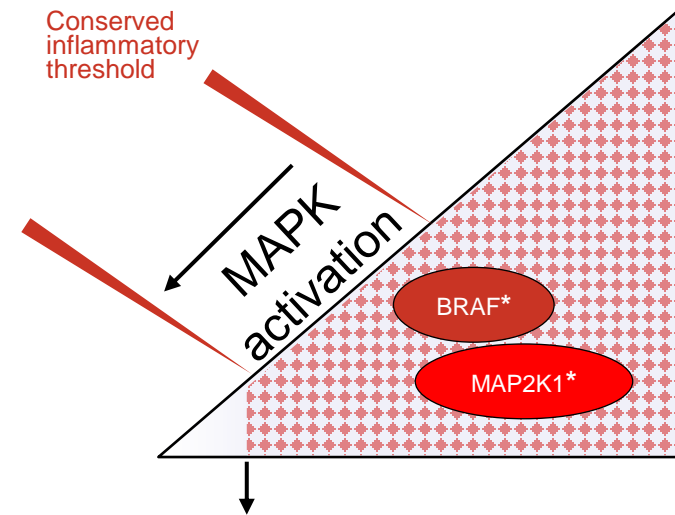 Conserved
inflammatory
threshold
MAPK
activation
BRAF*
MAP2K1*